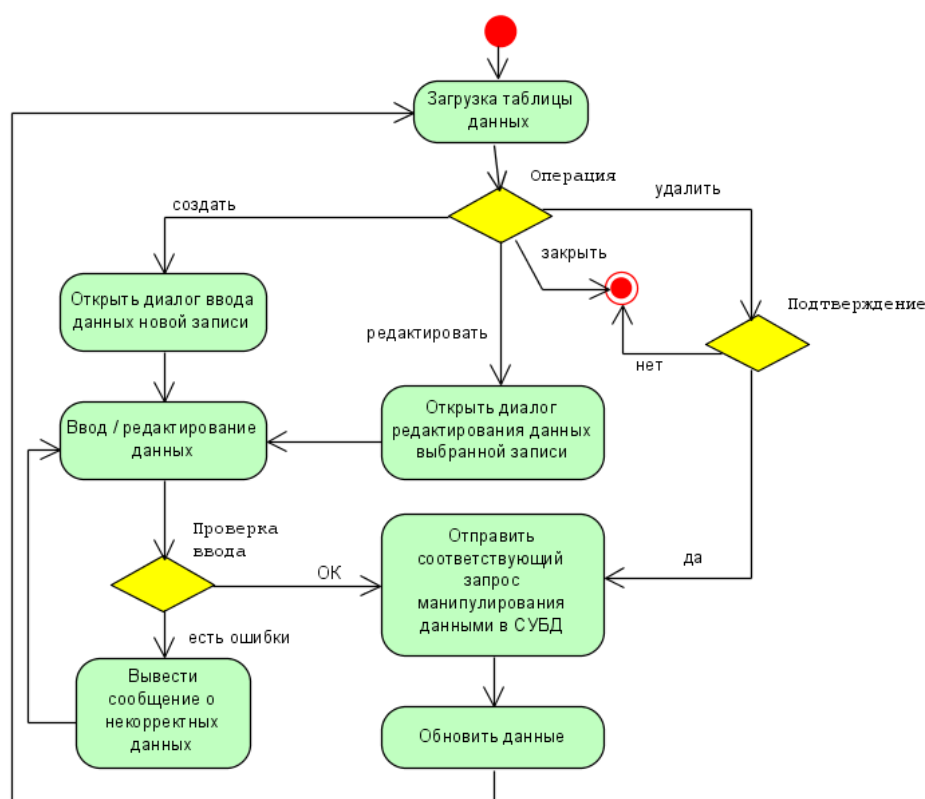 Загрузка таблицы
данных
Операция
удалить
создать
закрыть
Открыть диалог ввода
данных новой записи
Подтверждение
редактировать
нет
Открыть диалог
редактирования данных
выбранной записи
Ввод / редактирование
данных
Проверка
ввода
Отправить
соответствующий
запрос
манипулирования
данными в СУБД
ОК
да
есть ошибки
Вывести
сообщение о
некорректных
данных
Обновить данные